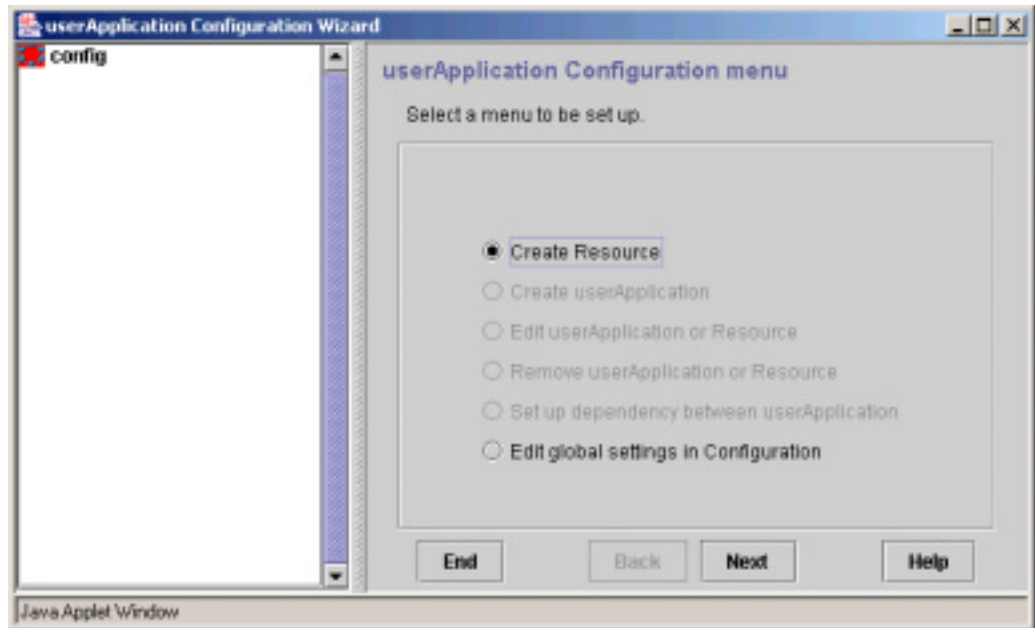 userApplication Configuration Wizard
config
userApplication Configuration menu
Select a menu to be set up.
Create Resource
Create userApplication
Edit userApplication or Resource
Remove userApplication or Resource
Set up dependency between userApplication
Edit global settings in Configuration
End
Back
Next
Help
Java Applet Window